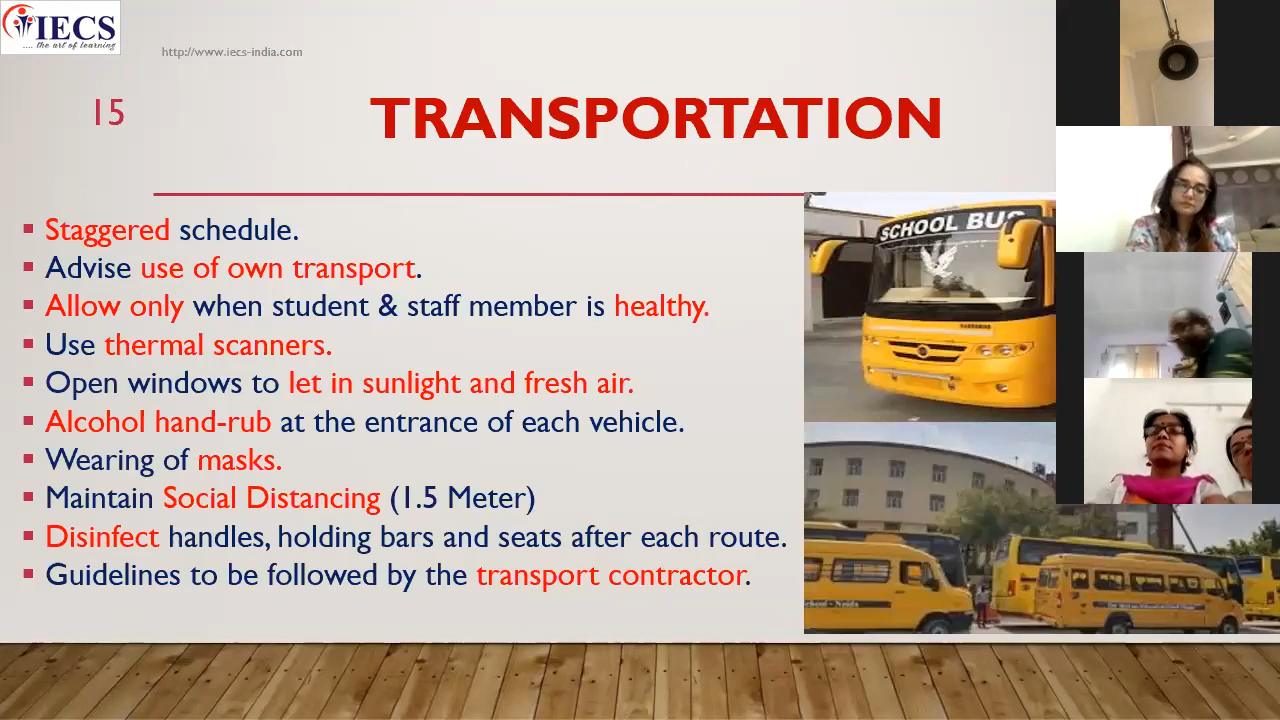 IECS
.... the art of learning
http://www.iecs-india.com
15
TRANSPORTATION
Staggered schedule.
Advise use of own transport.
Allow only when student & staff member is healthy.
Use thermal scanners.
Open windows to let in sunlight and fresh air.
Alcohol hand-rub at the entrance of each vehicle.
Wearing of masks.
Maintain Social Distancing (1.5 Meter)
Disinfect handles, holding bars and seats after each route.
Guidelines to be followed by the transport contractor.
SCHOOL BUS
School - Noida